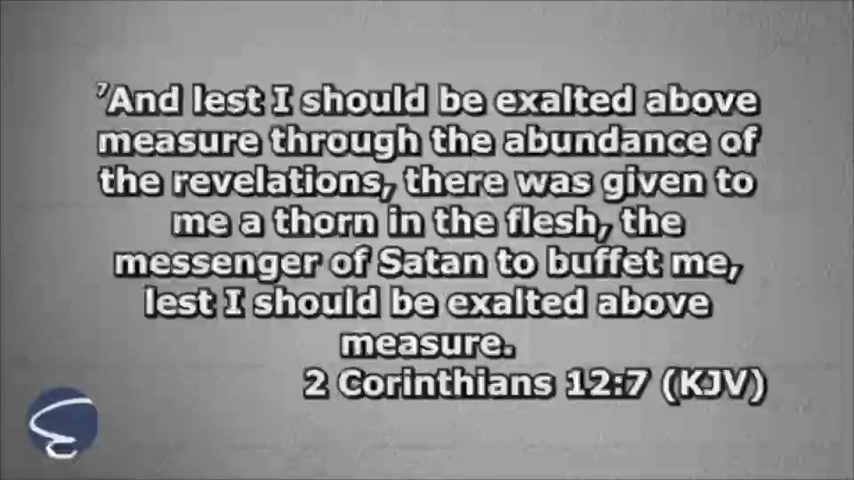 ⁷And lest I should be exalted above
measure through the abundance of
the revelations, there was given to
me a thorn in the flesh, the
messenger of Satan to buffet me,
lest I should be exalted above
measure.
2 Corinthians 12:7 (KJV)